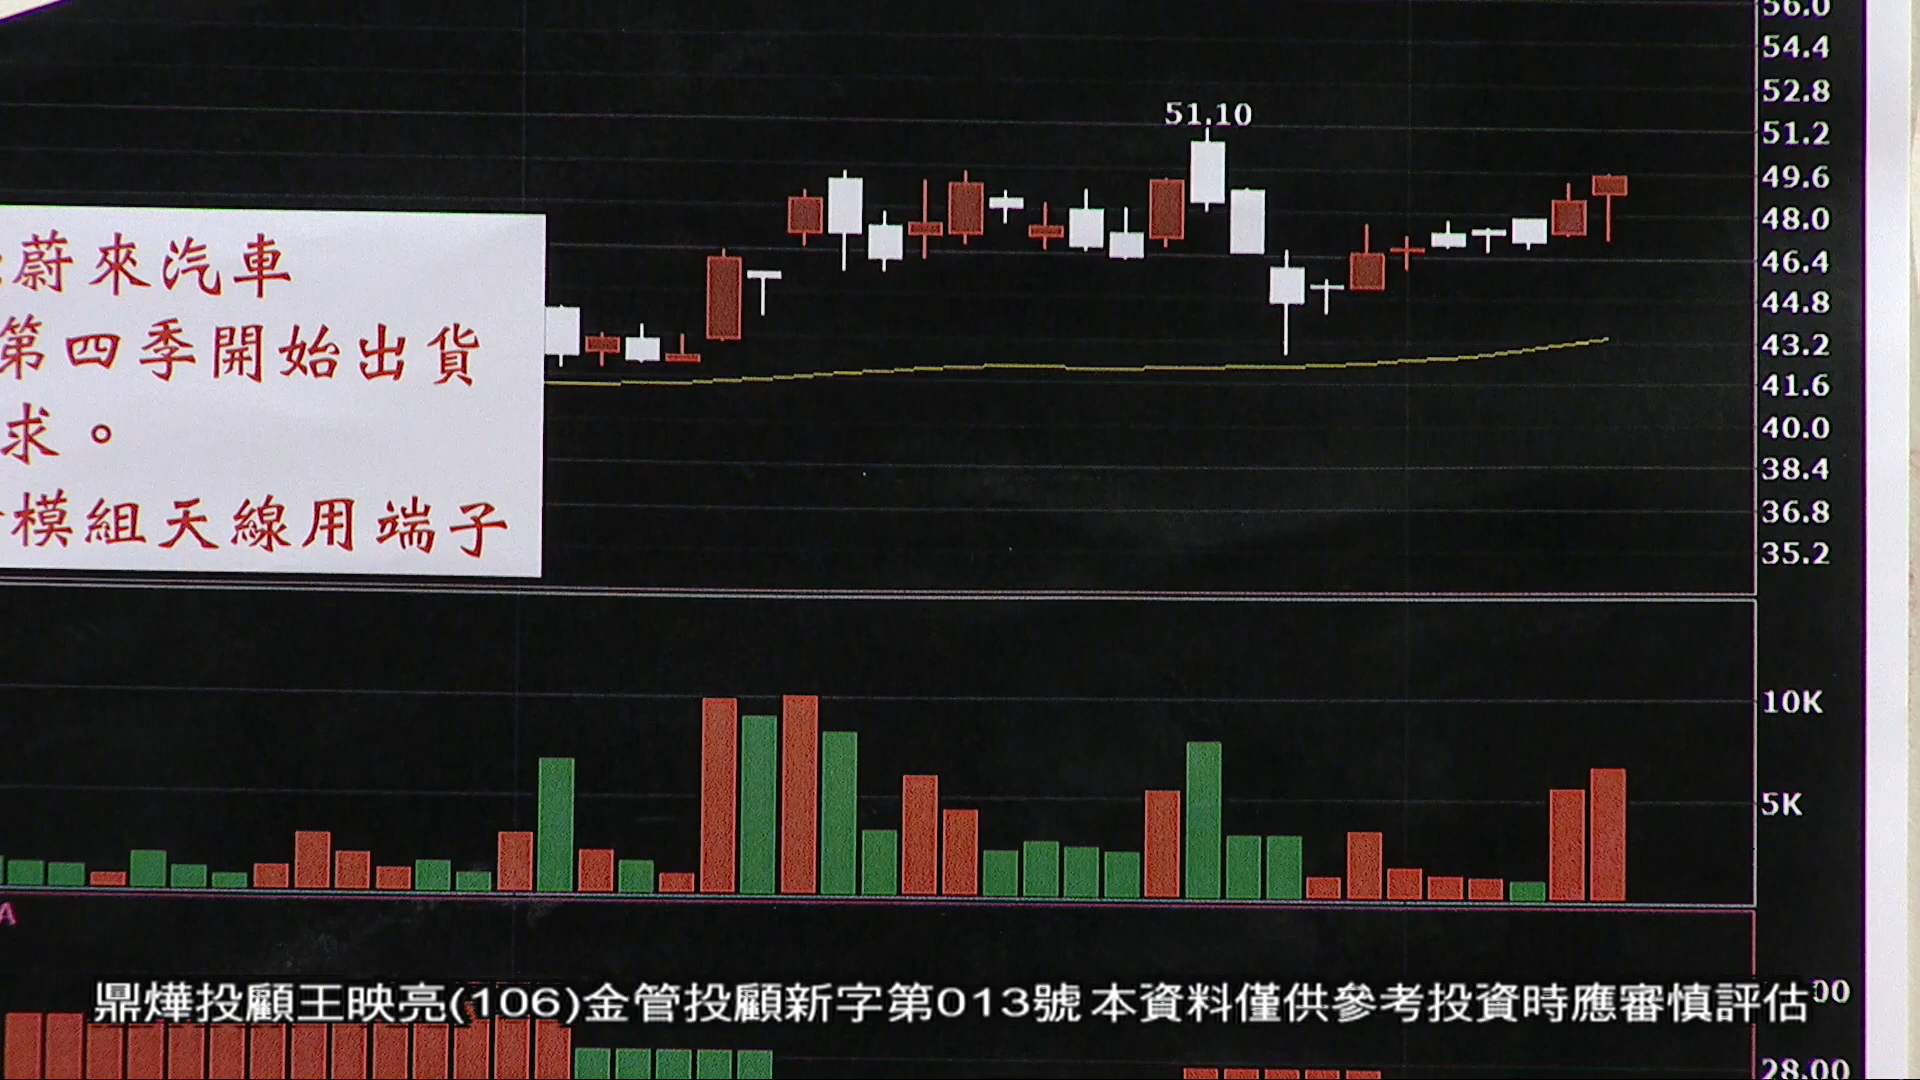 51.10
56.0
54.4
52.8
51.2
49.6
48.0
46.4
44.8
43.2
41.6
40.0
38.4
36.8
35.2
蔚來汽車
第四季開始出貨
求。
模組天線用端子
10K
5K
A
00
28.00
鼎燁投顧王映亮(106)金管投顧新字第013號 本資料僅供參考投資時應審慎評估